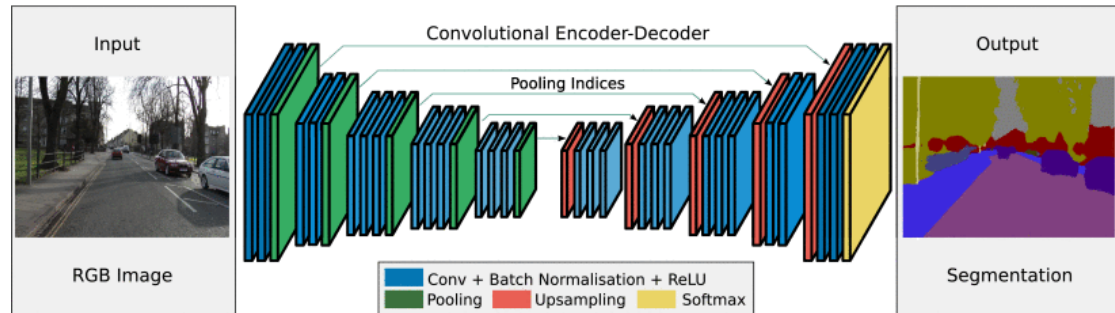 Input
RGB Image
Convolutional Encoder-Decoder
Pooling Indices
Conv + Batch Normalisation + ReLU
Pooling Upsampling Softmax
Output
Segmentation